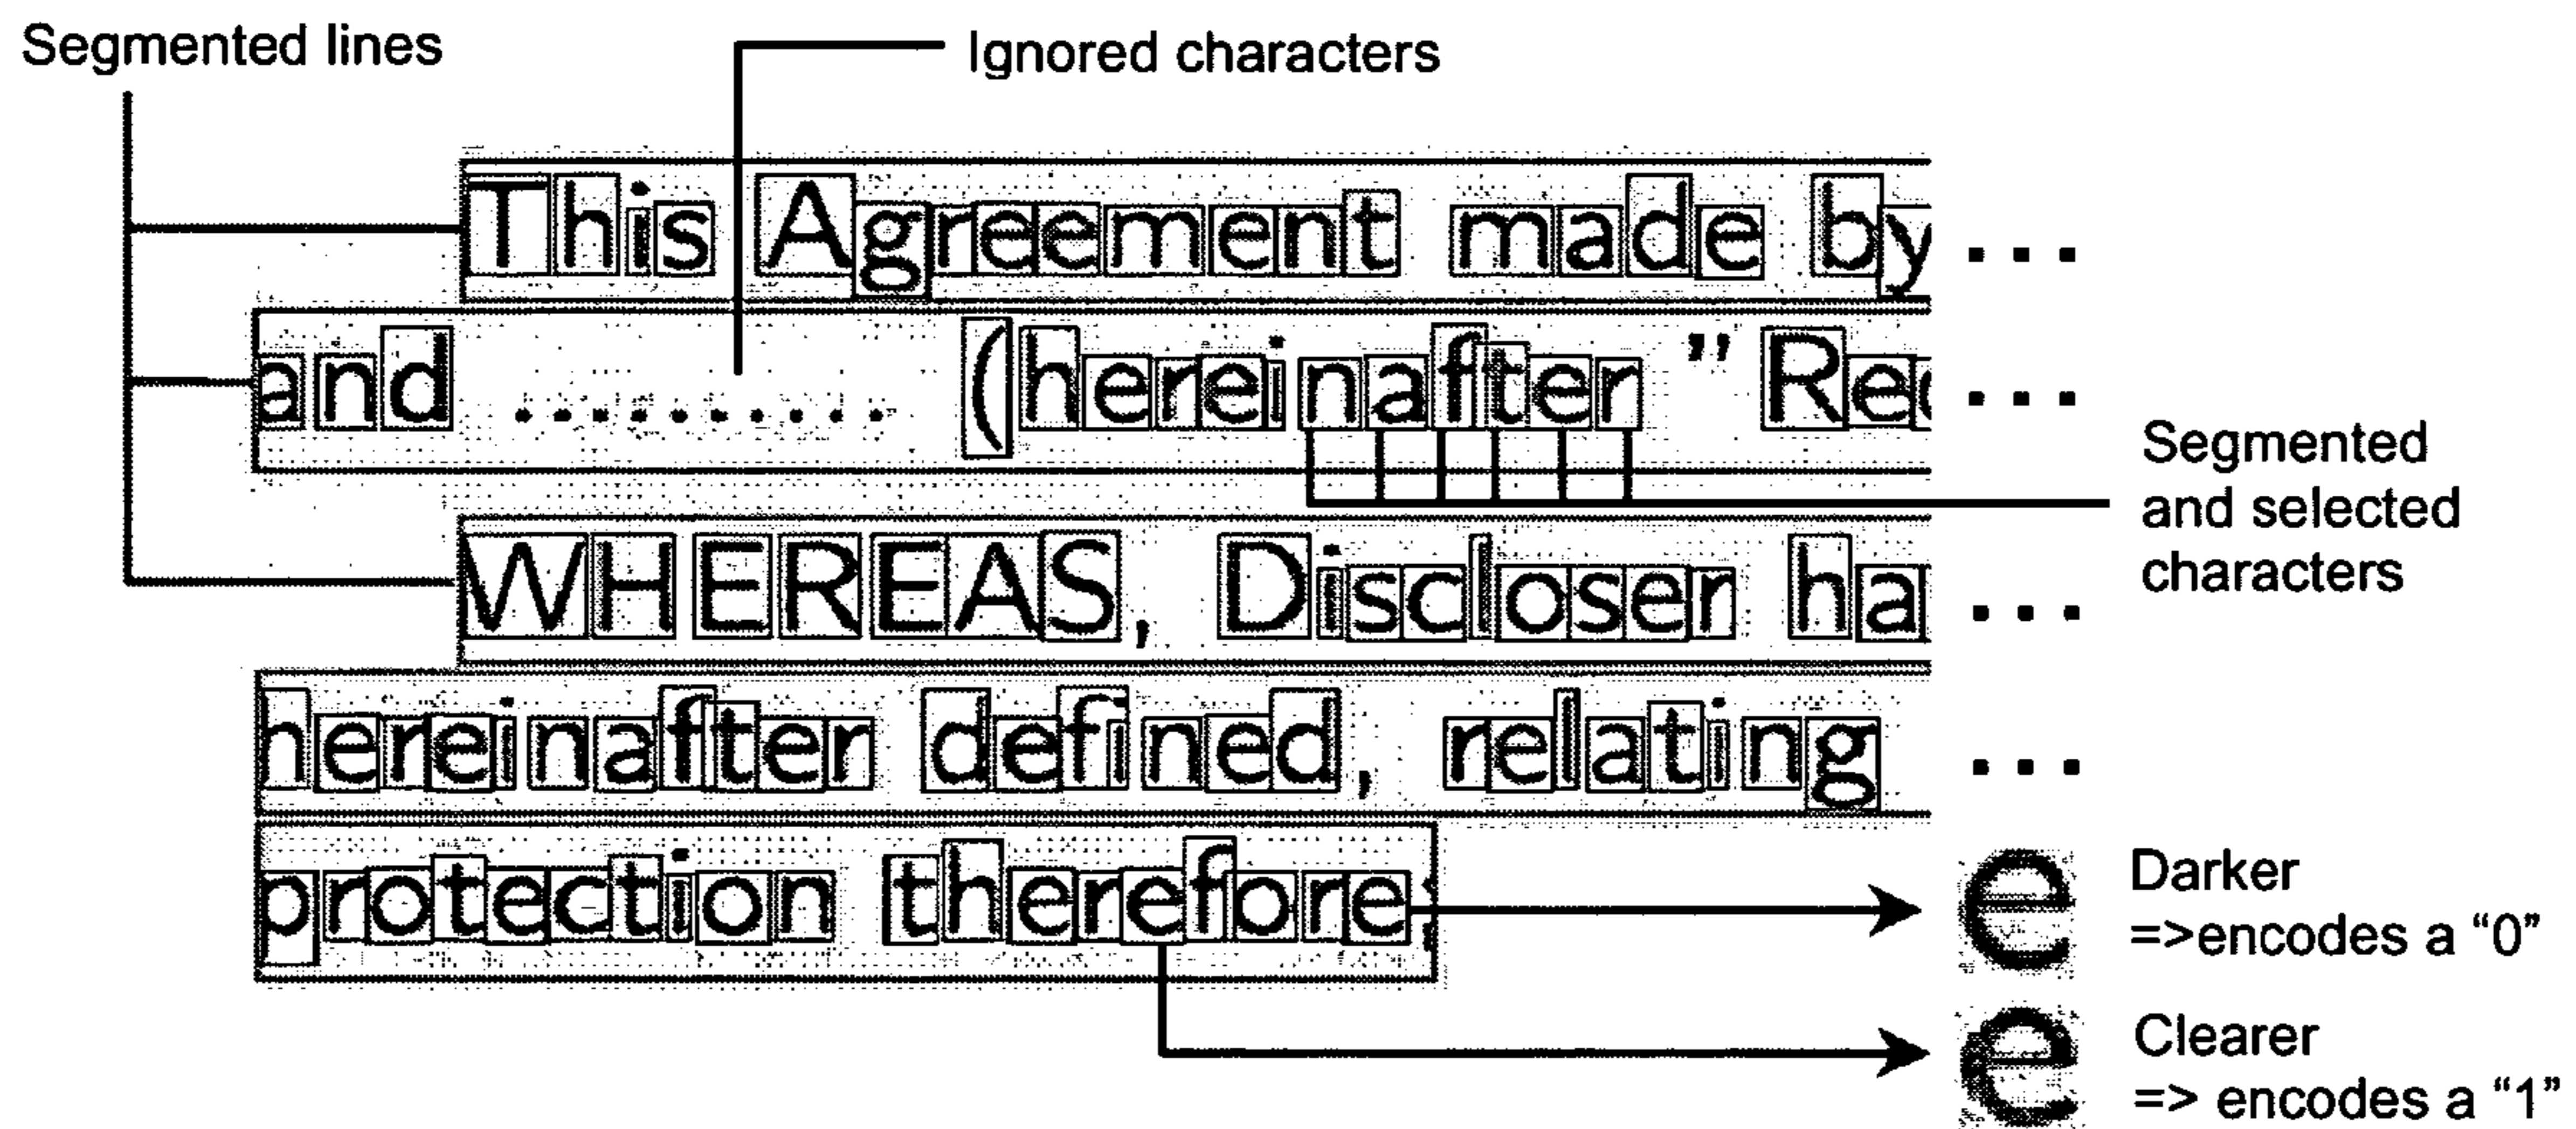 Segmented lines
Ignored characters
This Agreement made by ...
and .......... (hereinafter ” Rec ...
Segmented
and selected
characters
WHEREAS, Discloser ha ...
hereinafter defined, relating ...
protection therefore;
e Darker
=>encodes a “0”
e Clearer
=> encodes a “1”